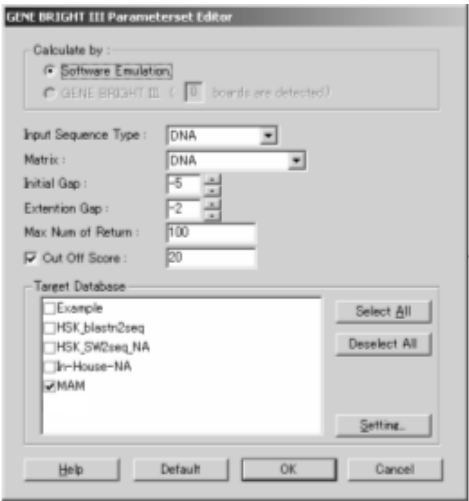 GENE BRIGHT III Parameterset Editor
Calculate by :
Software Emulation
GENE BRIGHT III ( 0 boards are detected)
Input Sequence Type : DNA
Matrix : DNA
Initial Gap : -5
Extention Gap : -2
Max Num of Return : 100
Cut Off Score : 20
Target Database
Example
HSK_blastn2seq
HSK_SW2seq_NA
In-House-NA
MAM
Select All
Deselect All
Setting...
Help Default OK Cancel